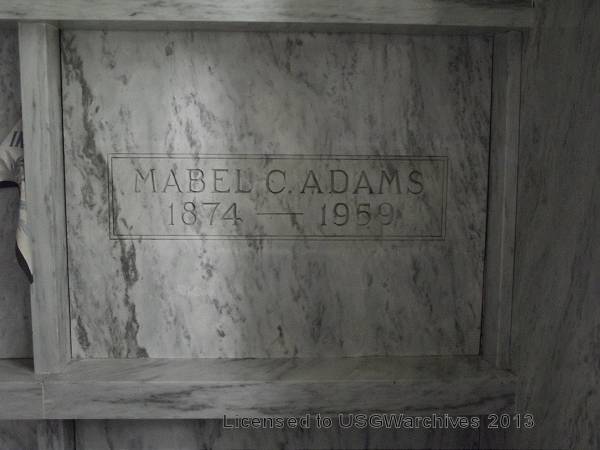 MABEL C. ADAMS
1874 — 1959
Licensed to USGWarchives 2013